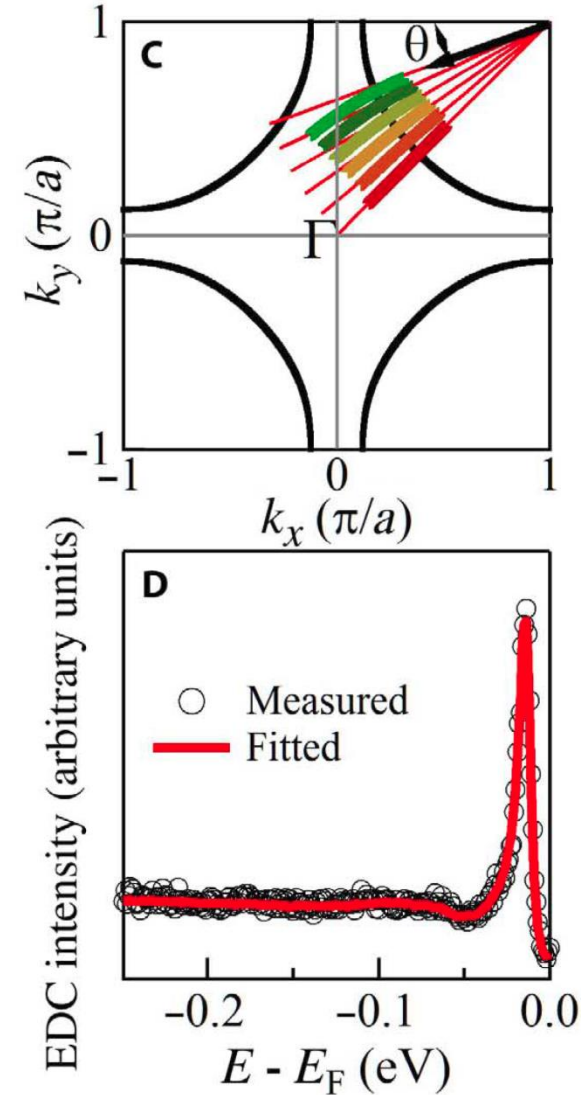 1
C
θ
k_y (π/a)
0
Γ
−1
−1
0
1
k_x (π/a)
EDC intensity (arbitrary units)
D
Measured
Fitted
−0.2
−0.1
0.0
E - E_F (eV)